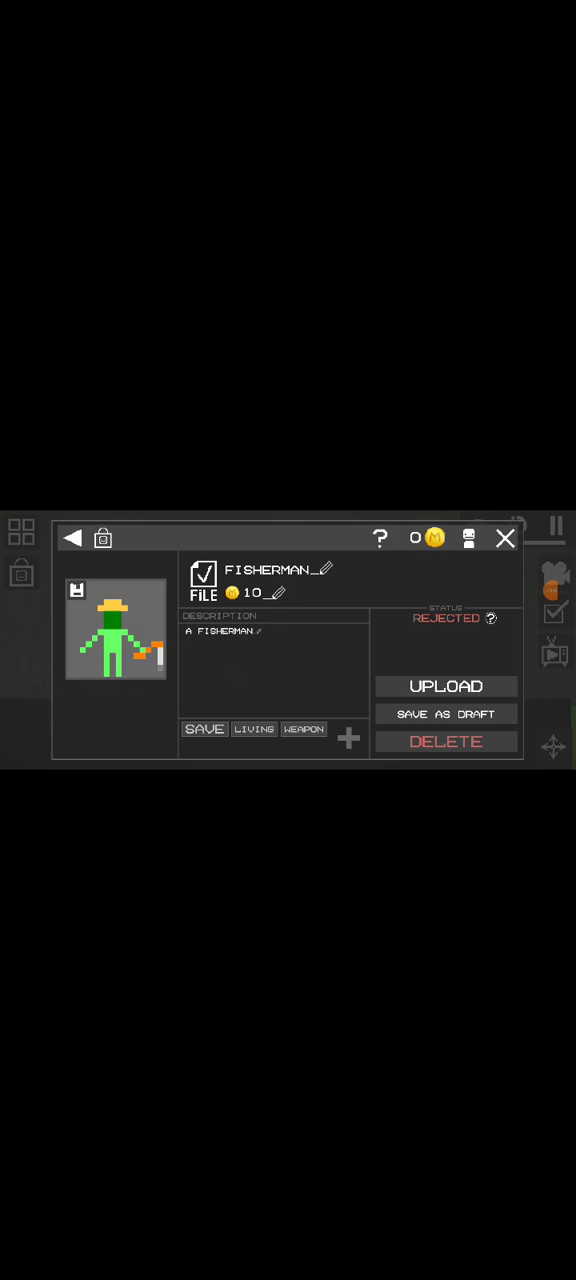 ? 0 M X
FISHERMAN_
FILE
M 10_
STATUS
DESCRIPTION
REJECTED ?
A FISHERMAN
UPLOAD
SAVE AS DRAFT
SAVE LIVING WEAPON +
DELETE